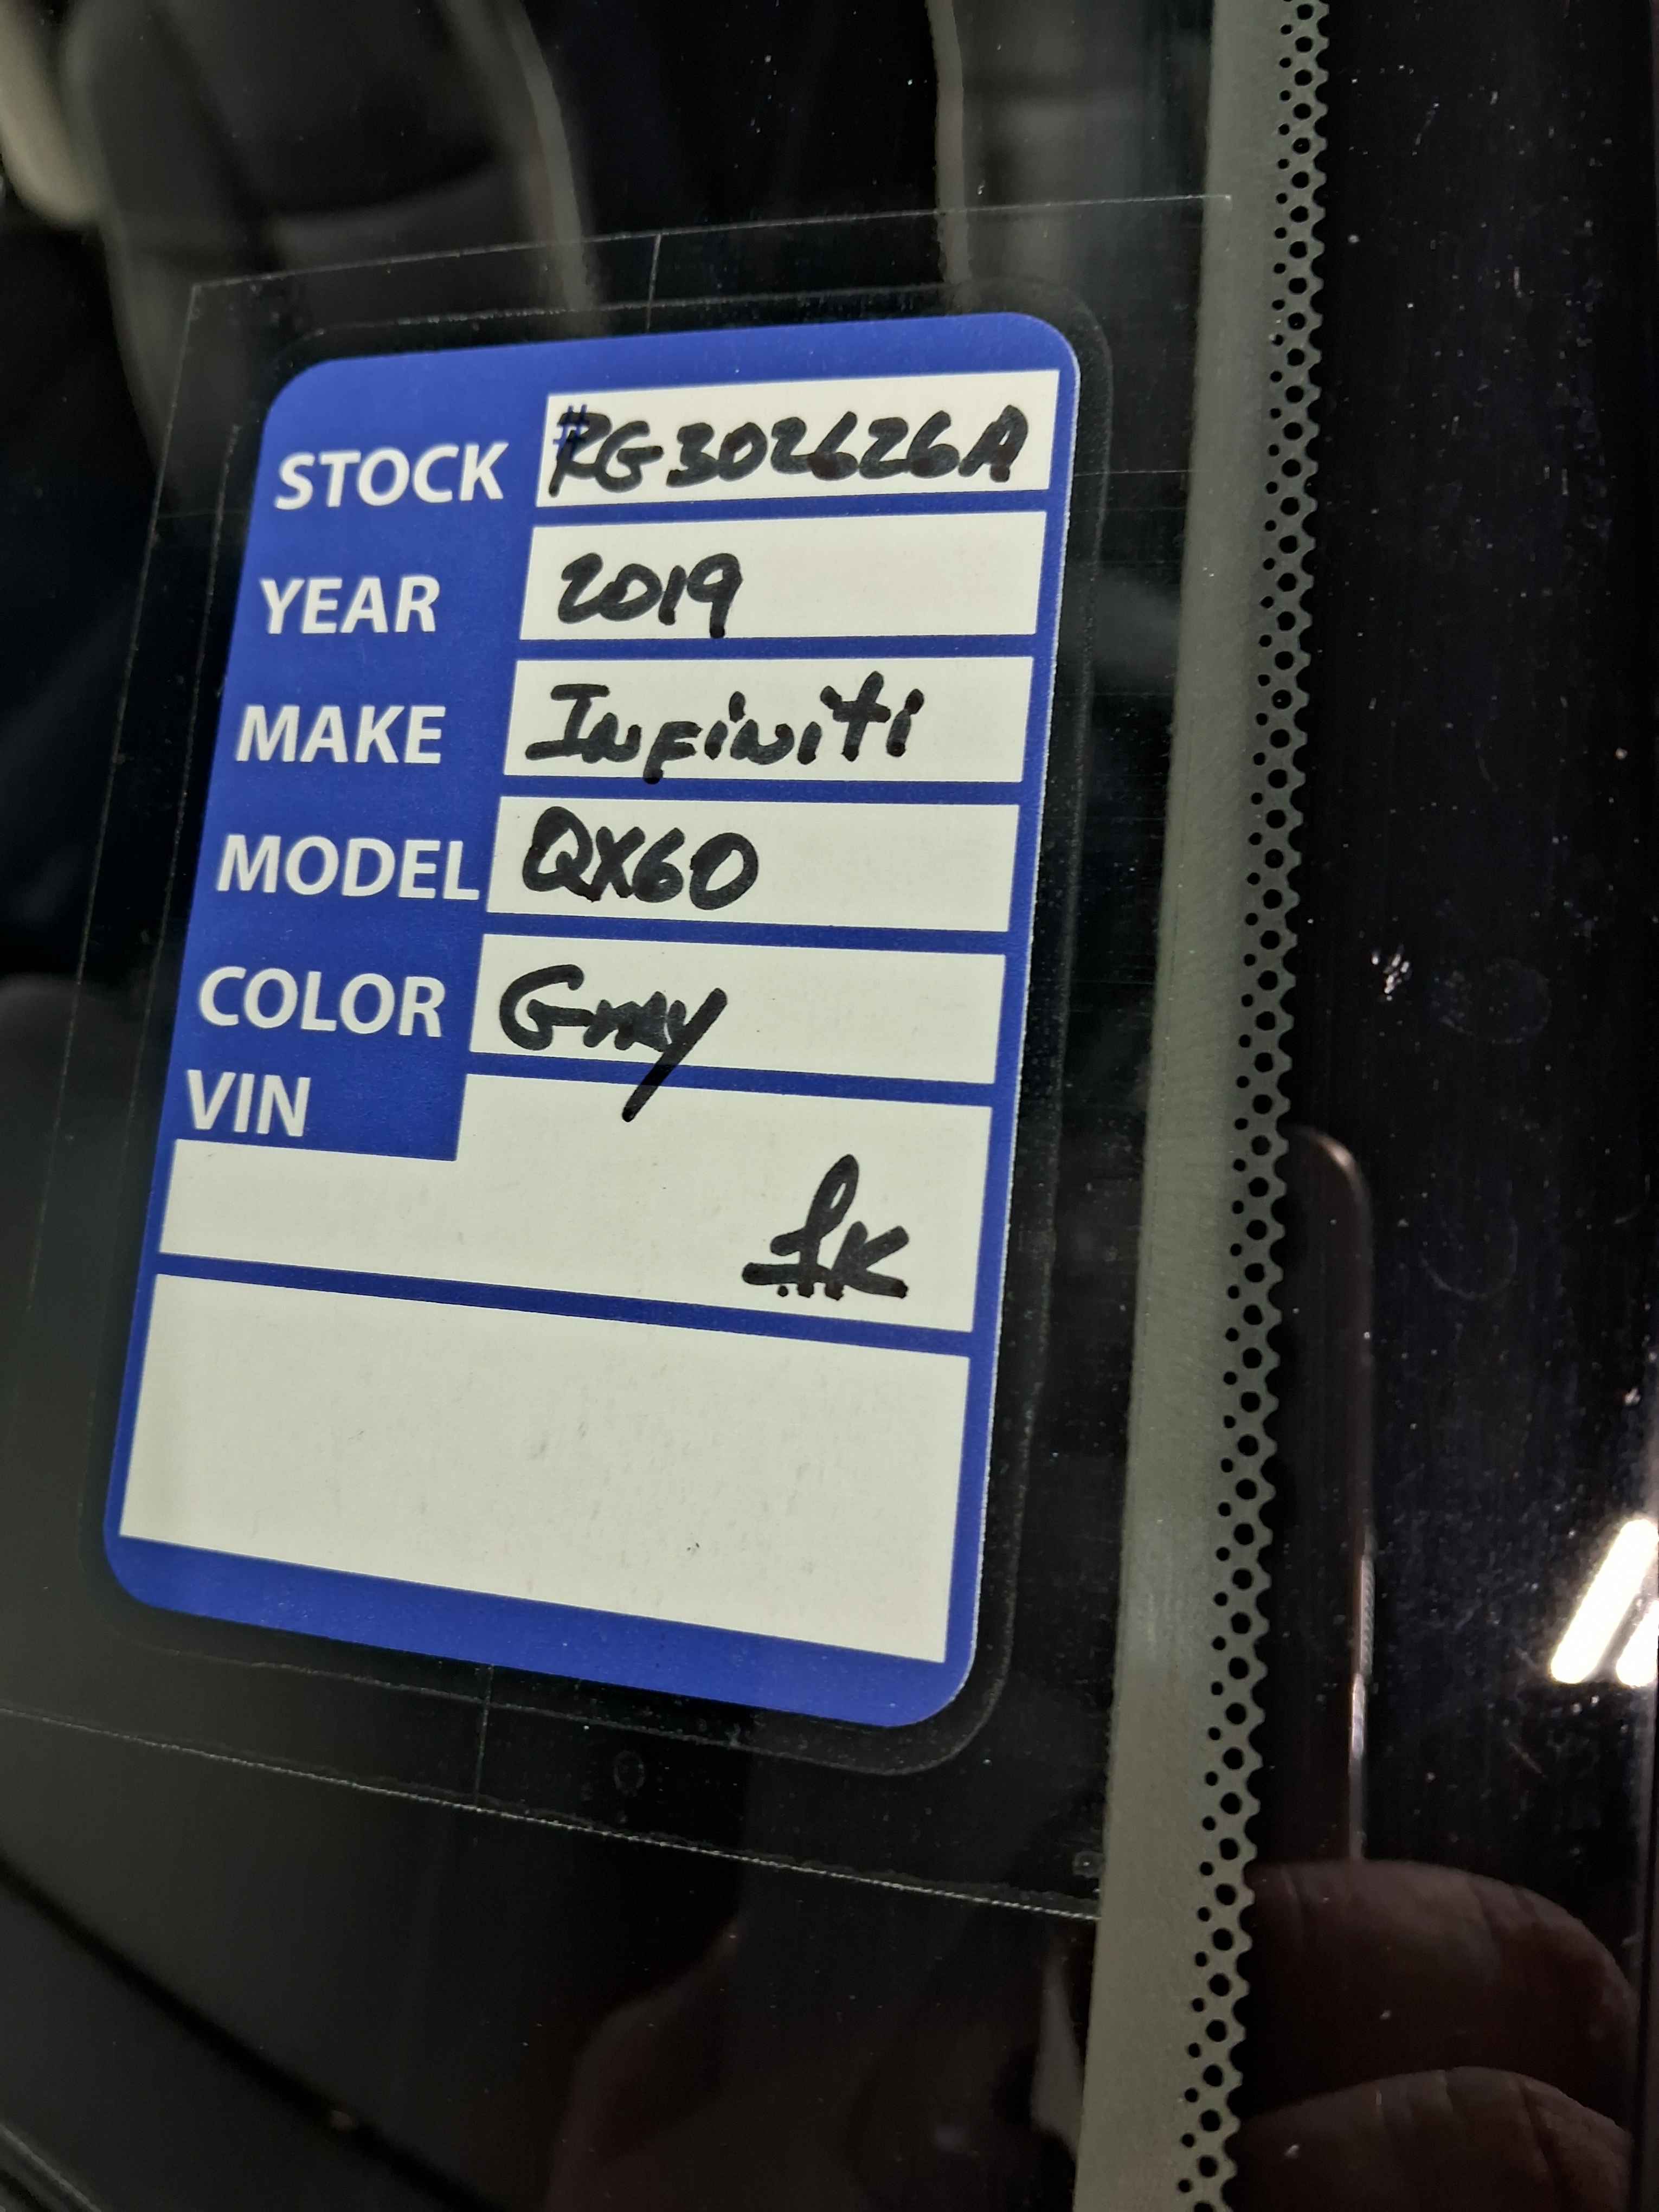 STOCK #RG302626A
YEAR 2019
MAKE Infiniti
MODEL QX60
COLOR Gray
VIN